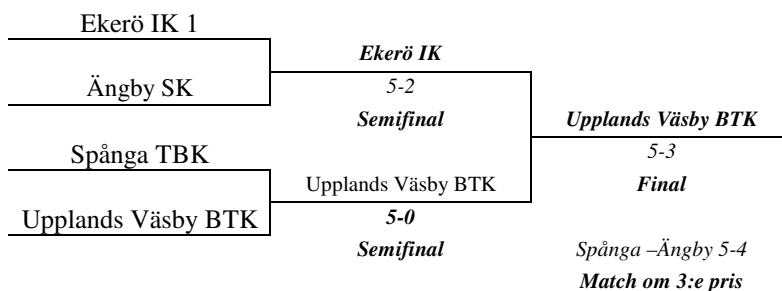 Ekerö IK 1
Ekerö IK
Ängby SK
5-2
Semifinal
Upplands Väsby BTK
Spånga TBK
5-3
Upplands Väsby BTK
Final
Upplands Väsby BTK
5-0
Semifinal
Spånga –Ängby 5-4
Match om 3:e pris